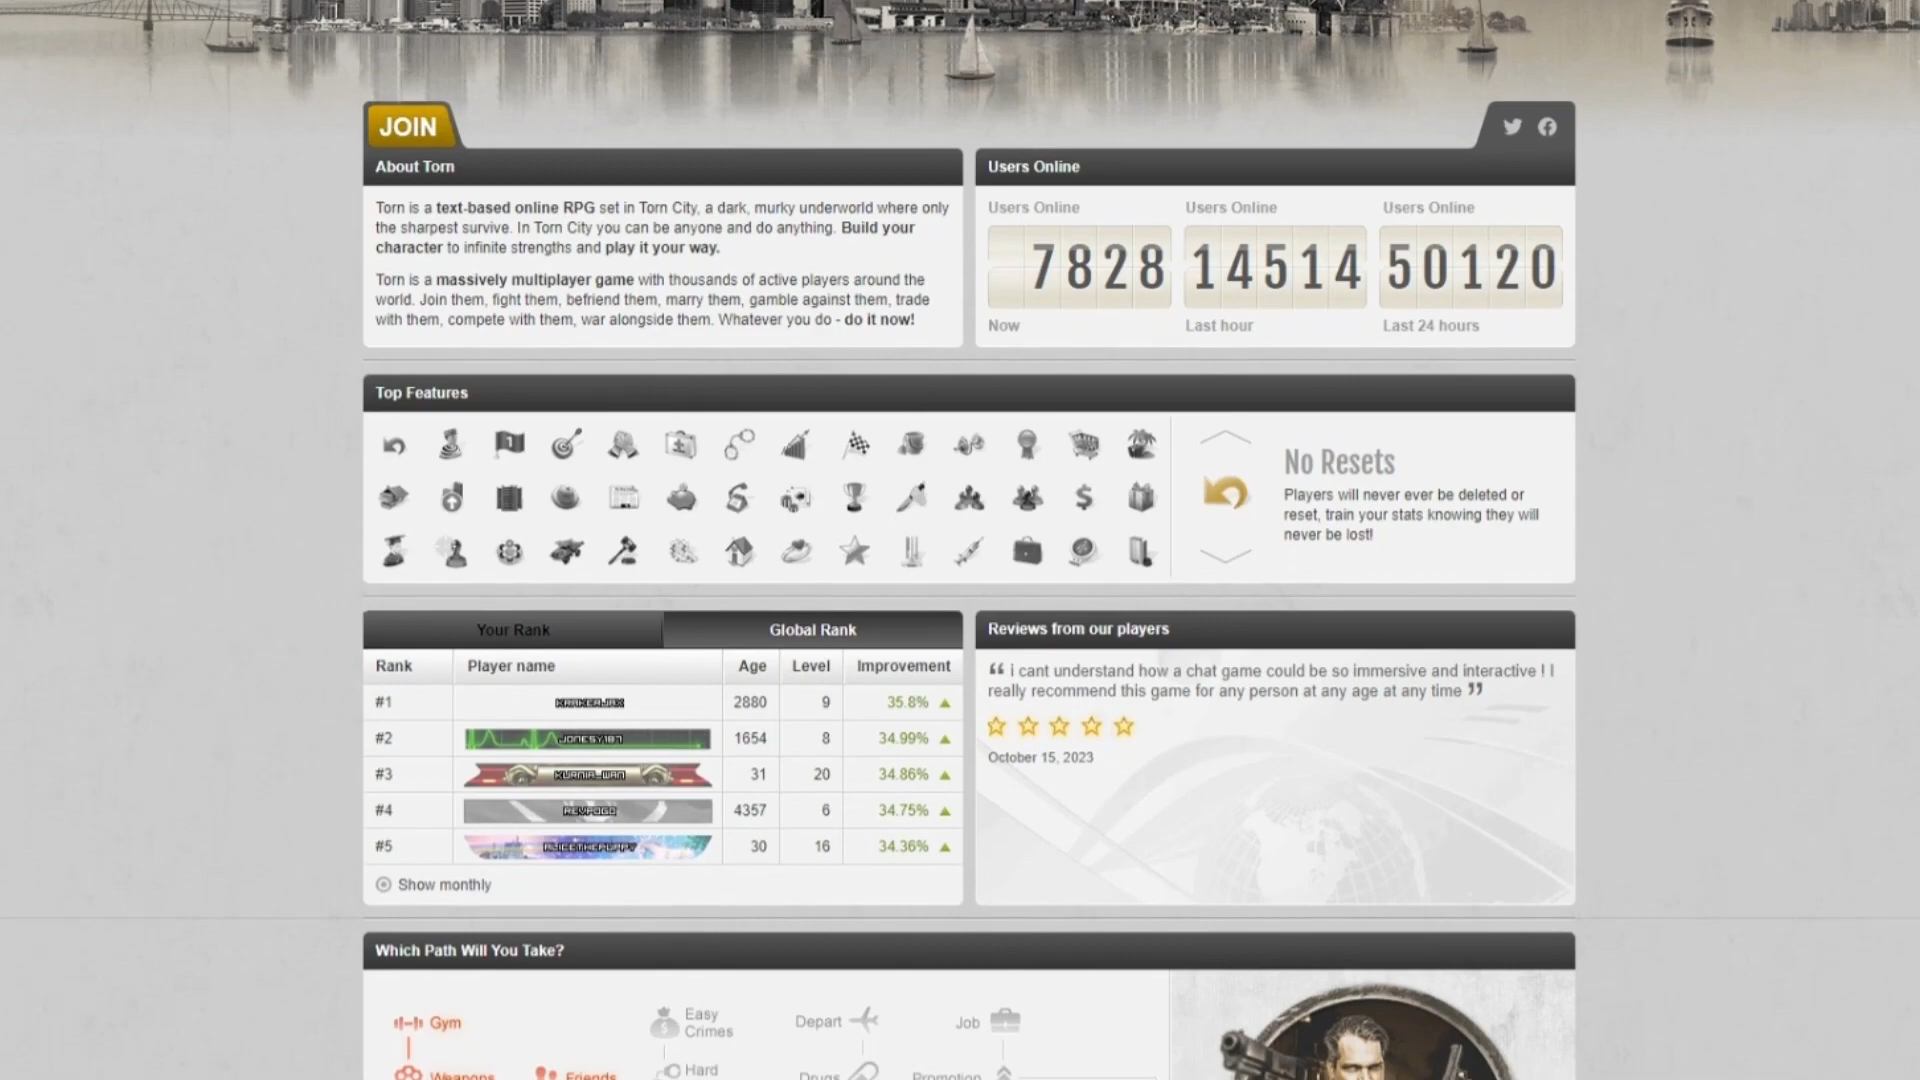 JOIN
About Torn
Torn is a text-based online RPG set in Torn City, a dark, murky underworld where only
the sharpest survive. In Torn City you can be anyone and do anything. Build your
character to infinite strengths and play it your way.
Torn is a massively multiplayer game with thousands of active players around the
world. Join them, fight them, befriend them, marry them, gamble against them, trade
with them, compete with them, war alongside them. Whatever you do - do it now!
Users Online
Users Online Users Online Users Online
7828 14514 50120
Now Last hour Last 24 hours
Top Features
No Resets
Players will never ever be deleted or
reset, train your stats knowing they will
never be lost!
Your Rank Global Rank
Rank Player name Age Level Improvement
#1 KRAKERJAX 2880 9 35.8%
#2 JONESY187 1654 8 34.99%
#3 KURNIA_WAN 31 20 34.86%
#4 4357 6 34.75%
#5 ALICETHEPUPPY 30 16 34.36%
Show monthly
Reviews from our players
“ i cant understand how a chat game could be so immersive and interactive ! I
really recommend this game for any person at any age at any time ”
October 15, 2023
Which Path Will You Take?
Gym Easy Crimes Depart Job
Weapons Friends Hard Drugs Promotion